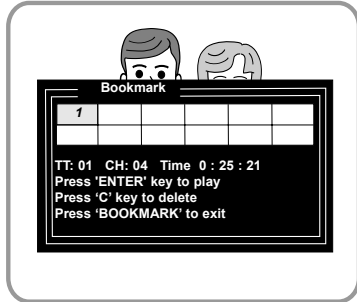 Bookmark
1
TT: 01 CH: 04 Time 0 : 25 : 21
Press 'ENTER' key to play
Press ‘C’ key to delete
Press ‘BOOKMARK’ to exit